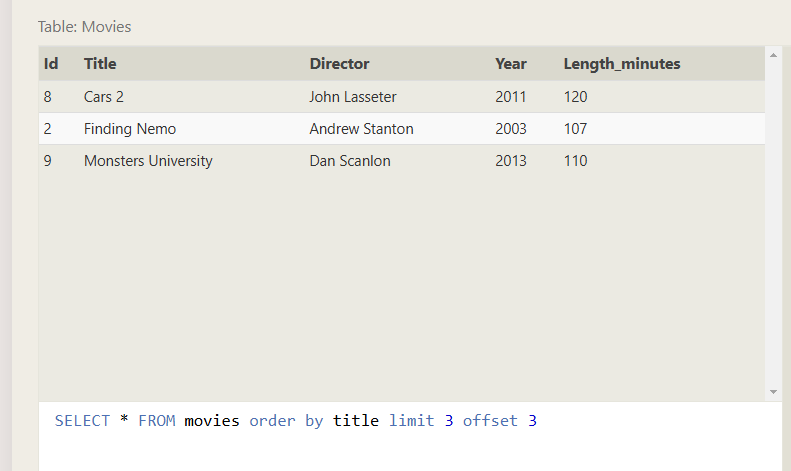 Table: Movies
Id Title Director Year Length_minutes
8 Cars 2 John Lasseter 2011 120
2 Finding Nemo Andrew Stanton 2003 107
9 Monsters University Dan Scanlon 2013 110
SELECT * FROM movies order by title limit 3 offset 3